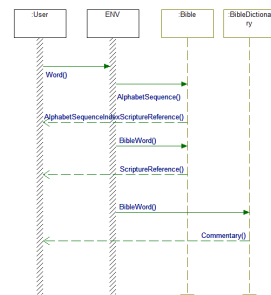 :User
ENV
:Bible
:BibleDictiona
ry
Word()
AlphabetSequence()
AlphabetSequenceIndexScriptureReference()
BibleWord()
ScriptureReference()
BibleWord()
Commentary()